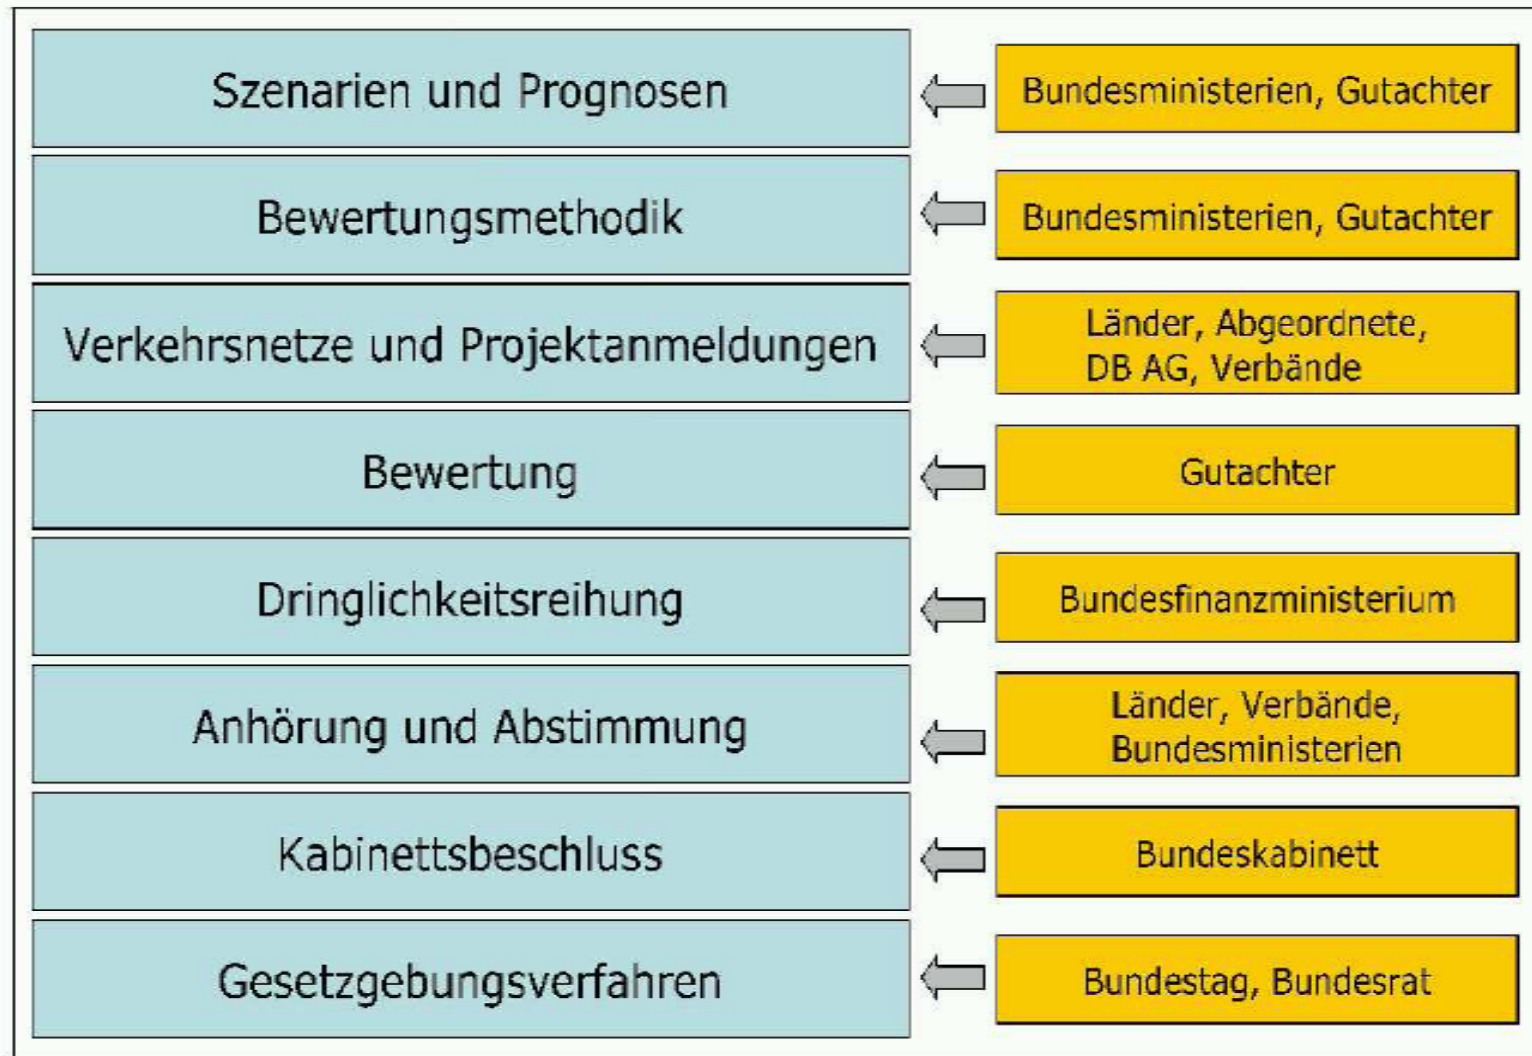 Szenarien und Prognosen
Bundesministerien, Gutachter
Bewertungsmethodik
Bundesministerien, Gutachter
Verkehrsnetze und Projektanmeldungen
Länder, Abgeordnete,
DB AG, Verbände
Bewertung
Gutachter
Dringlichkeitsreihung
Bundesfinanzministerium
Anhörung und Abstimmung
Länder, Verbände,
Bundesministerien
Kabinettsbeschluss
Bundeskabinett
Gesetzgebungsverfahren
Bundestag, Bundesrat